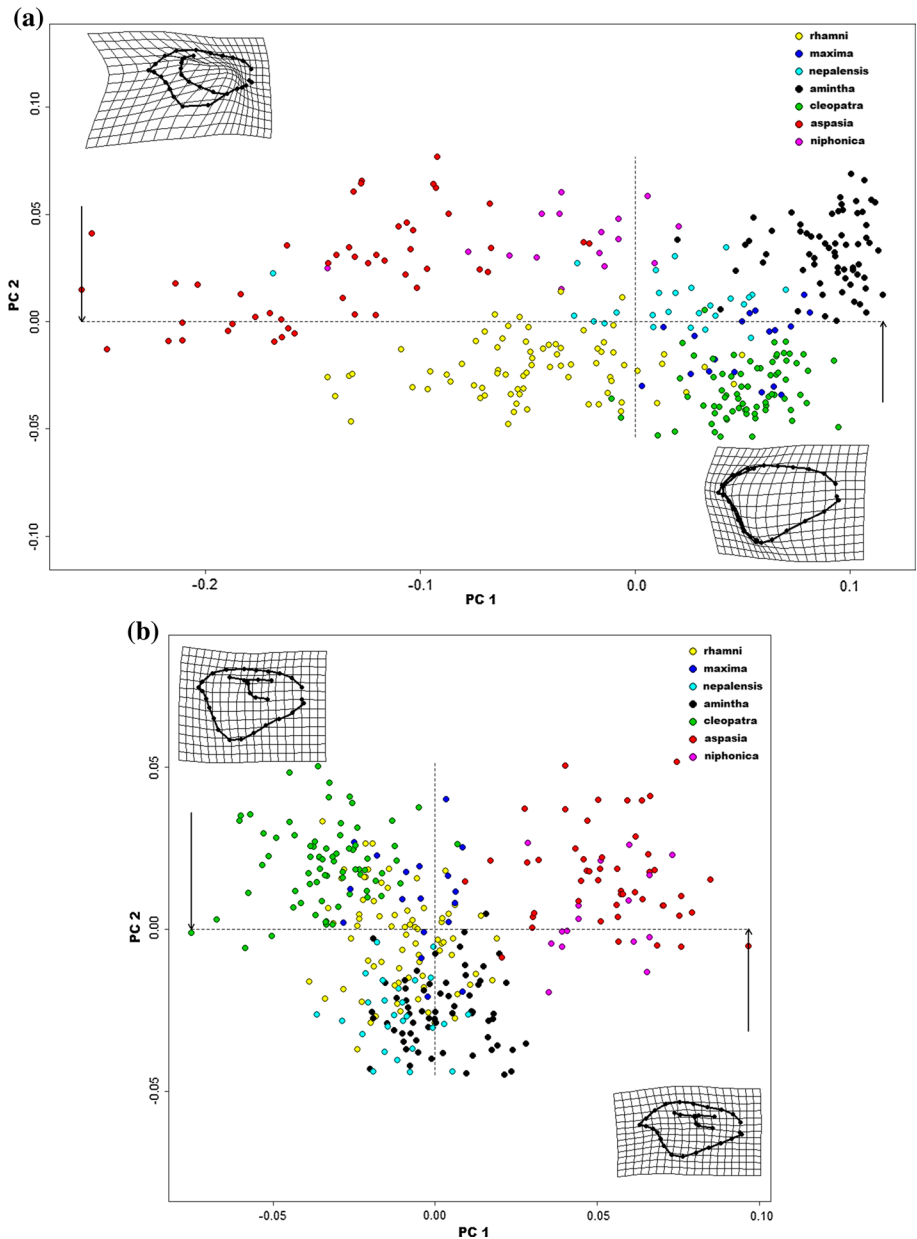 (a)
rhamni
maxima
nepalensis
amintha
cleopatra
aspasia
niphonica
PC 2
0.10
0.05
0.00
-0.05
-0.10
-0.2
-0.1
0.0
0.1
PC 1
(b)
rhamni
maxima
nepalensis
amintha
cleopatra
aspasia
niphonica
PC 2
0.05
0.00
-0.05
-0.05
0.00
0.05
0.10
PC 1